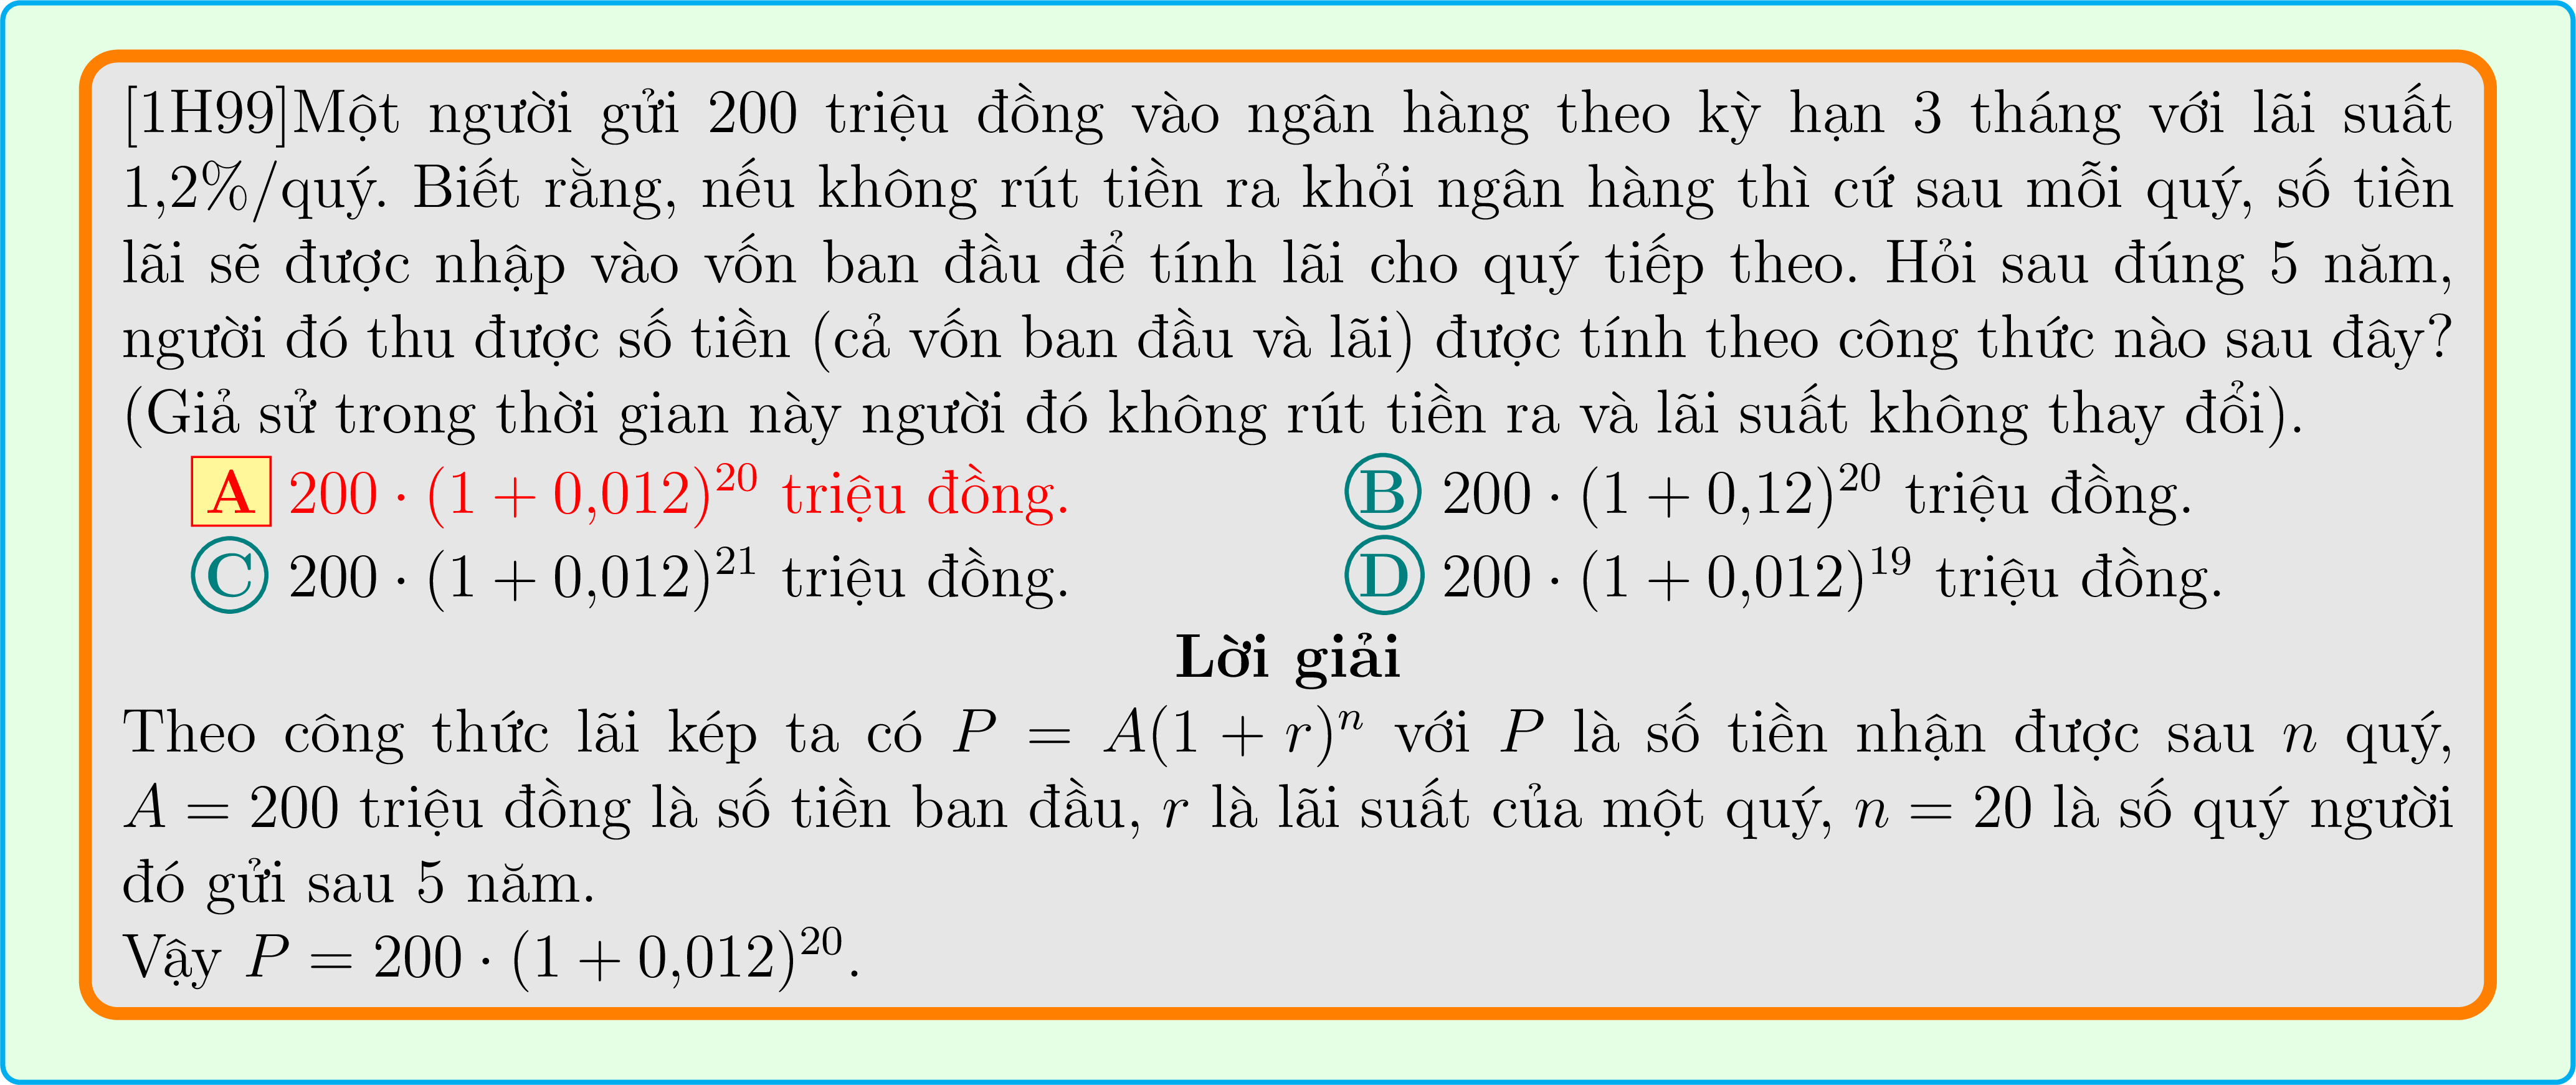 [1H99]Một người gửi 200 triệu đồng vào ngân hàng theo kỳ hạn 3 tháng với lãi suất
1,2%/quý. Biết rằng, nếu không rút tiền ra khỏi ngân hàng thì cứ sau mỗi quý, số tiền
lãi sẽ được nhập vào vốn ban đầu để tính lãi cho quý tiếp theo. Hỏi sau đúng 5 năm,
người đó thu được số tiền (cả vốn ban đầu và lãi) được tính theo công thức nào sau đây?
(Giả sử trong thời gian này người đó không rút tiền ra và lãi suất không thay đổi).
A 200 · (1 + 0,012)^20 triệu đồng.
B 200 · (1 + 0,12)^20 triệu đồng.
C 200 · (1 + 0,012)^21 triệu đồng.
D 200 · (1 + 0,012)^19 triệu đồng.
Lời giải
Theo công thức lãi kép ta có P = A(1 + r)^n với P là số tiền nhận được sau n quý,
A = 200 triệu đồng là số tiền ban đầu, r là lãi suất của một quý, n = 20 là số quý người
đó gửi sau 5 năm.
Vậy P = 200 · (1 + 0,012)^20.